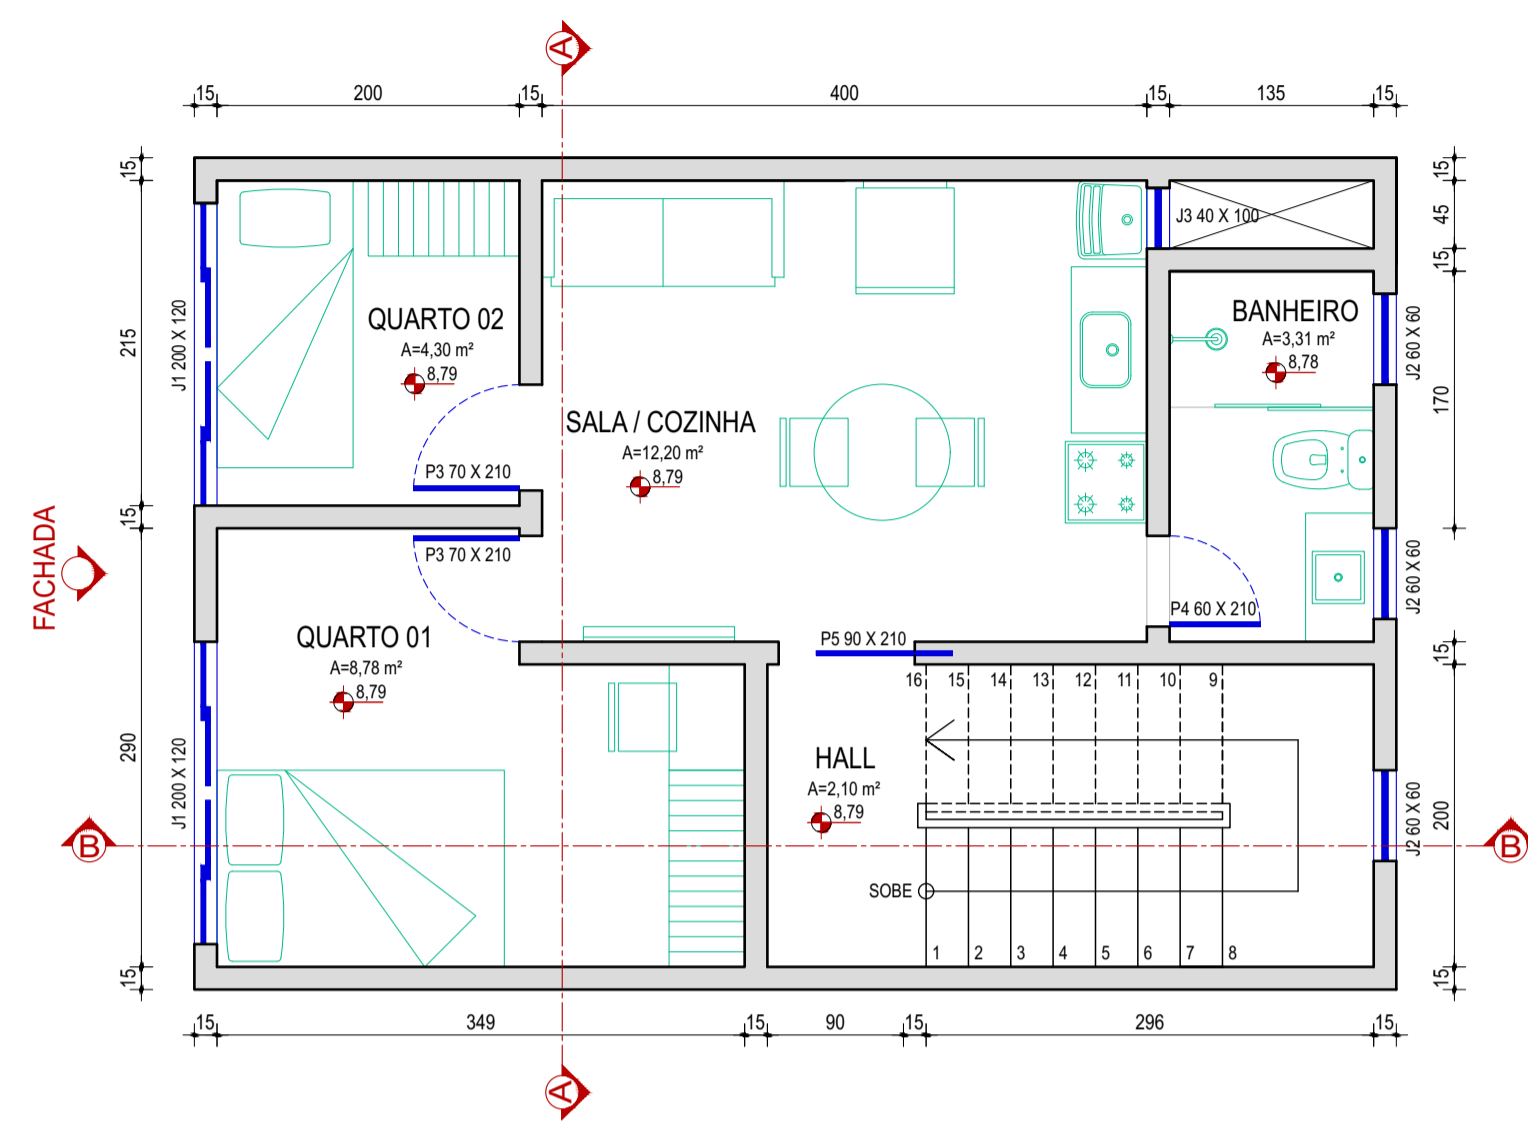 A
15 200 15 400 15 135 15
15
45
15
170
15
200
15
15
215
15
290
15
J1 200 X 120
QUARTO 02
A=4,30 m²
8,79
P3 70 X 210
SALA / COZINHA
A=12,20 m²
8,79
J3 40 X 100
BANHEIRO
A=3,31 m²
8,78
J2 60 X 60
J2 60 X 60
P4 60 X 210
FACHADA
P3 70 X 210
QUARTO 01
A=8,78 m²
8,79
J1 200 X 120
P5 90 X 210
16 15 14 13 12 11 10 9
HALL
A=2,10 m²
8,79
J2 60 X 60
B
B
SOBE
1 2 3 4 5 6 7 8
15 349 15 90 15 296 15
A